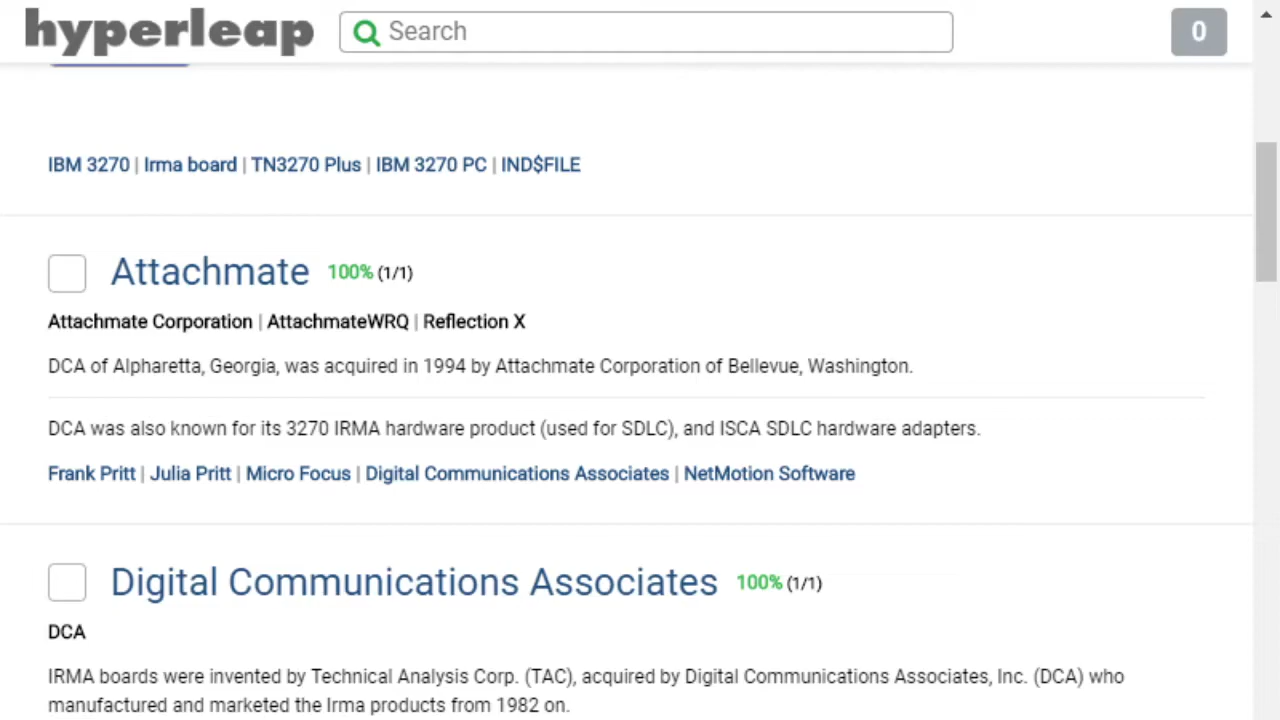 hyperleap Search 0
IBM 3270 | Irma board | TN3270 Plus | IBM 3270 PC | IND$FILE
Attachmate 100% (1/1)
Attachmate Corporation | AttachmateWRQ | Reflection X
DCA of Alpharetta, Georgia, was acquired in 1994 by Attachmate Corporation of Bellevue, Washington.
DCA was also known for its 3270 IRMA hardware product (used for SDLC), and ISCA SDLC hardware adapters.
Frank Pritt | Julia Pritt | Micro Focus | Digital Communications Associates | NetMotion Software
Digital Communications Associates 100% (1/1)
DCA
IRMA boards were invented by Technical Analysis Corp. (TAC), acquired by Digital Communications Associates, Inc. (DCA) who
manufactured and marketed the Irma products from 1982 on.